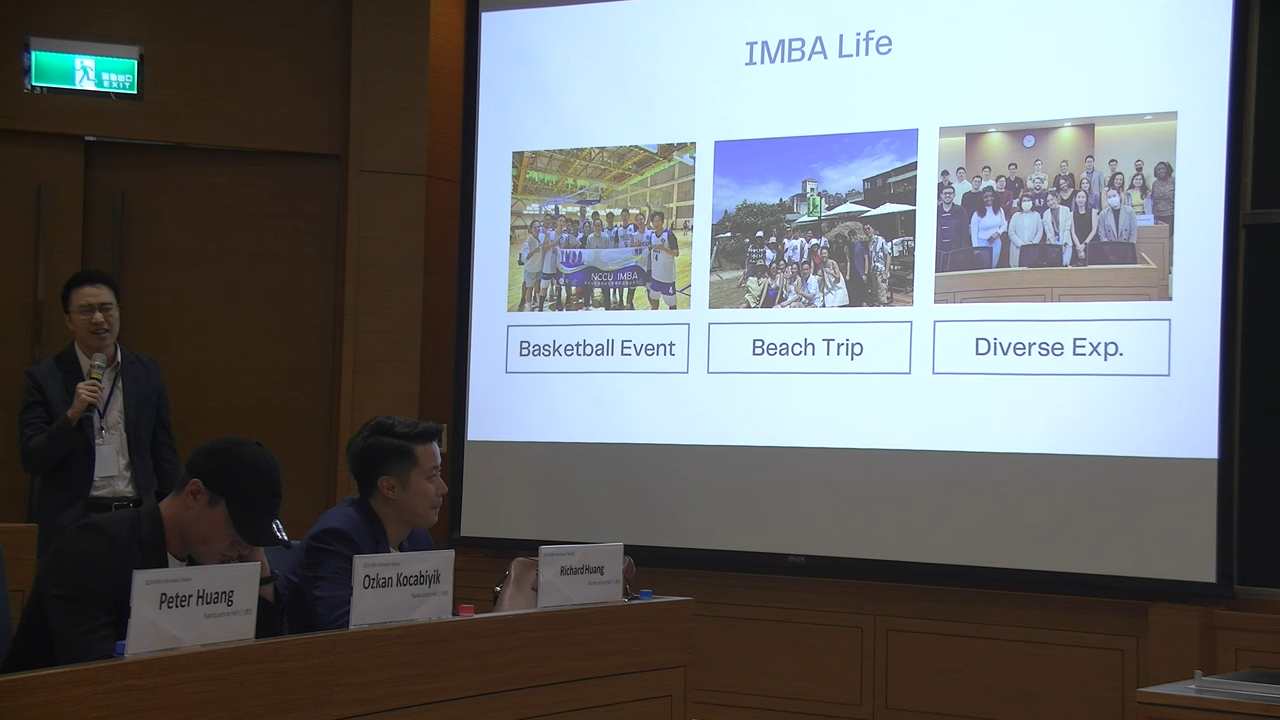 EXIT
IMBA Life
NCCU IMBA
Basketball Event
Beach Trip
Diverse Exp.
Peter Huang
Ozkan Kocabiyik
Richard Huang